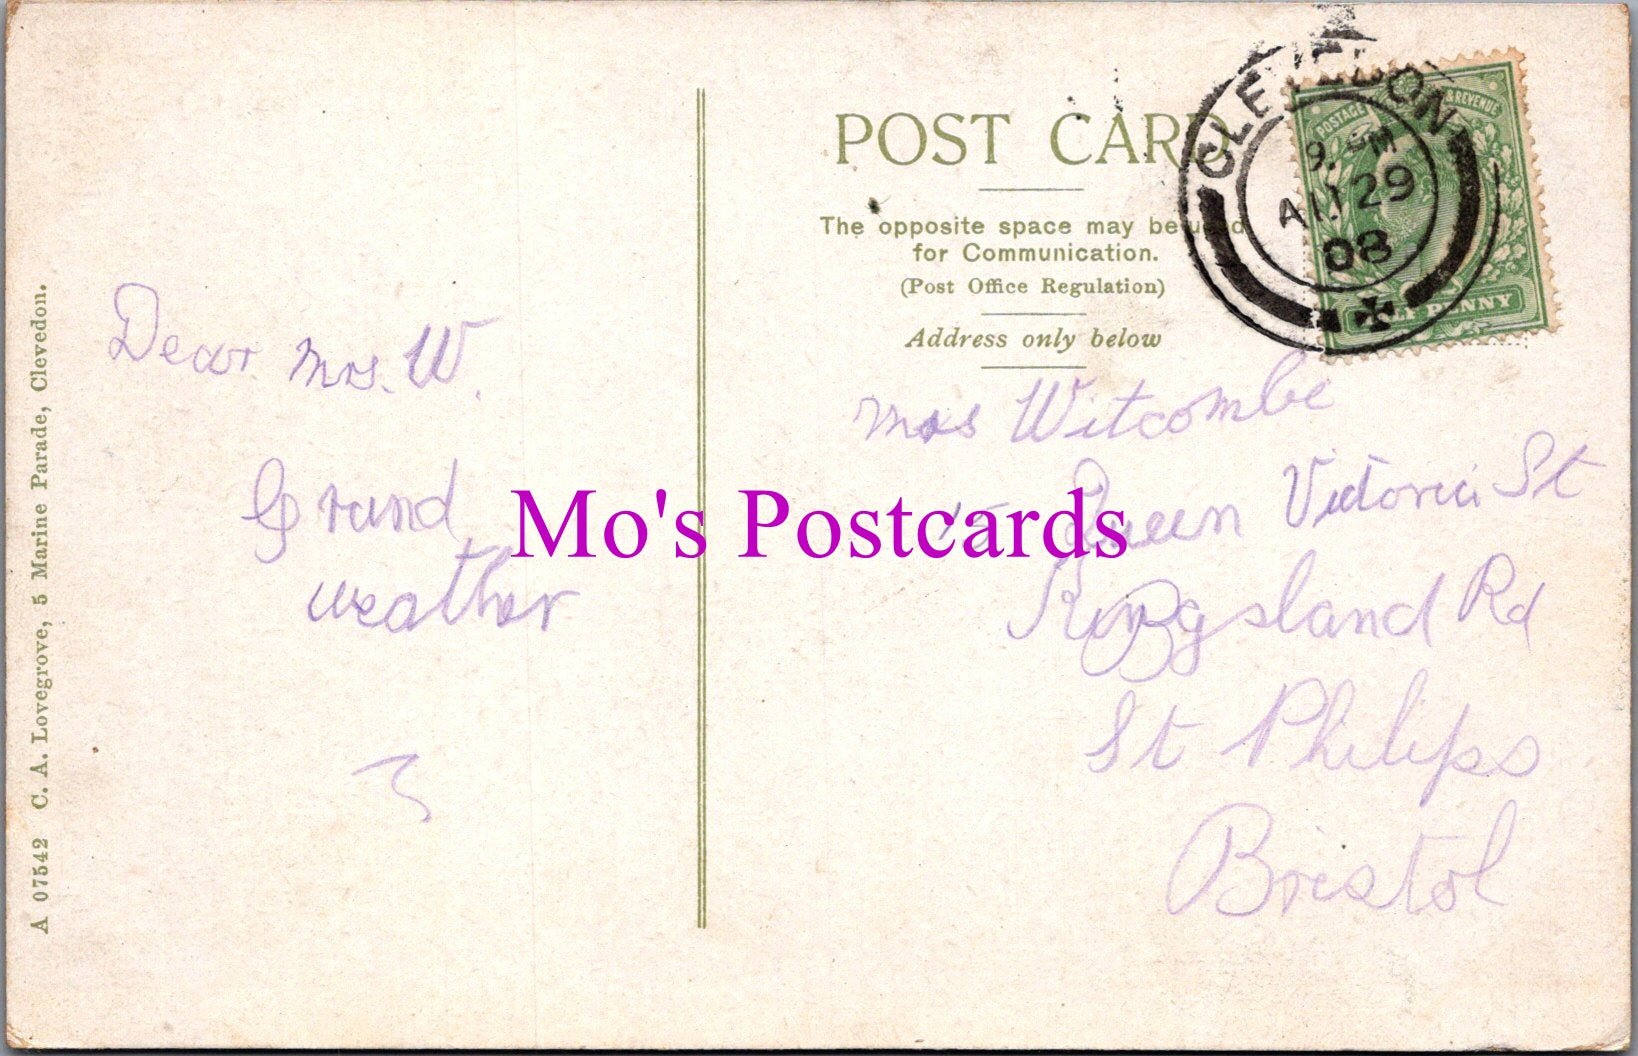 POST CARD
The opposite space may be used
for Communication.
(Post Office Regulation)
Address only below
CLEVEDON
9. PM
AU 29
08
POSTAGE & REVENUE
HALF PENNY
A 07542 C. A. Lovegrove, 5 Marine Parade, Clevedon.
Dear Mrs. W.
Grand
weather
Mrs Witcombe
15 Queen Victoria St
Kingsland Rd
St Philips
Bristol
Mo's Postcards